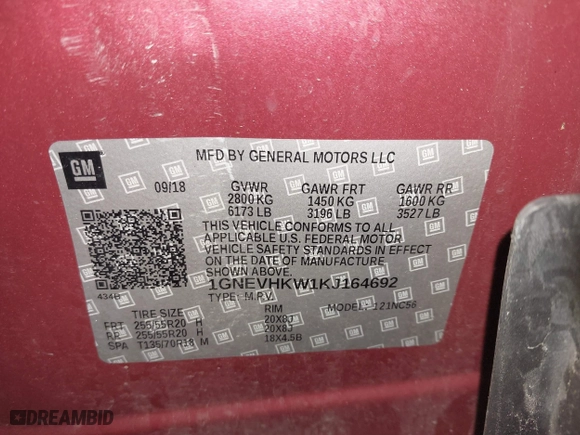 GM
MFD BY GENERAL MOTORS LLC
09/18 GVWR GAWR FRT GAWR RR
2800 KG 1450 KG 1600 KG
6173 LB 3196 LB 3527 LB
THIS VEHICLE CONFORMS TO ALL
APPLICABLE U.S. FEDERAL MOTOR
VEHICLE SAFETY STANDARDS IN EFFECT
ON THE DATE OF MANUFACTURE SHOWN ABOVE.
1GNEVHKW1KJ164692
434B TYPE: M.P.V. MODEL: 121NC56
TIRE SIZE RIM
FRT 255/55R20 H 20X8J
RR 255/55R20 H 20X8J
SPA T135/70R18 M 18X4.5B
DREAMBID